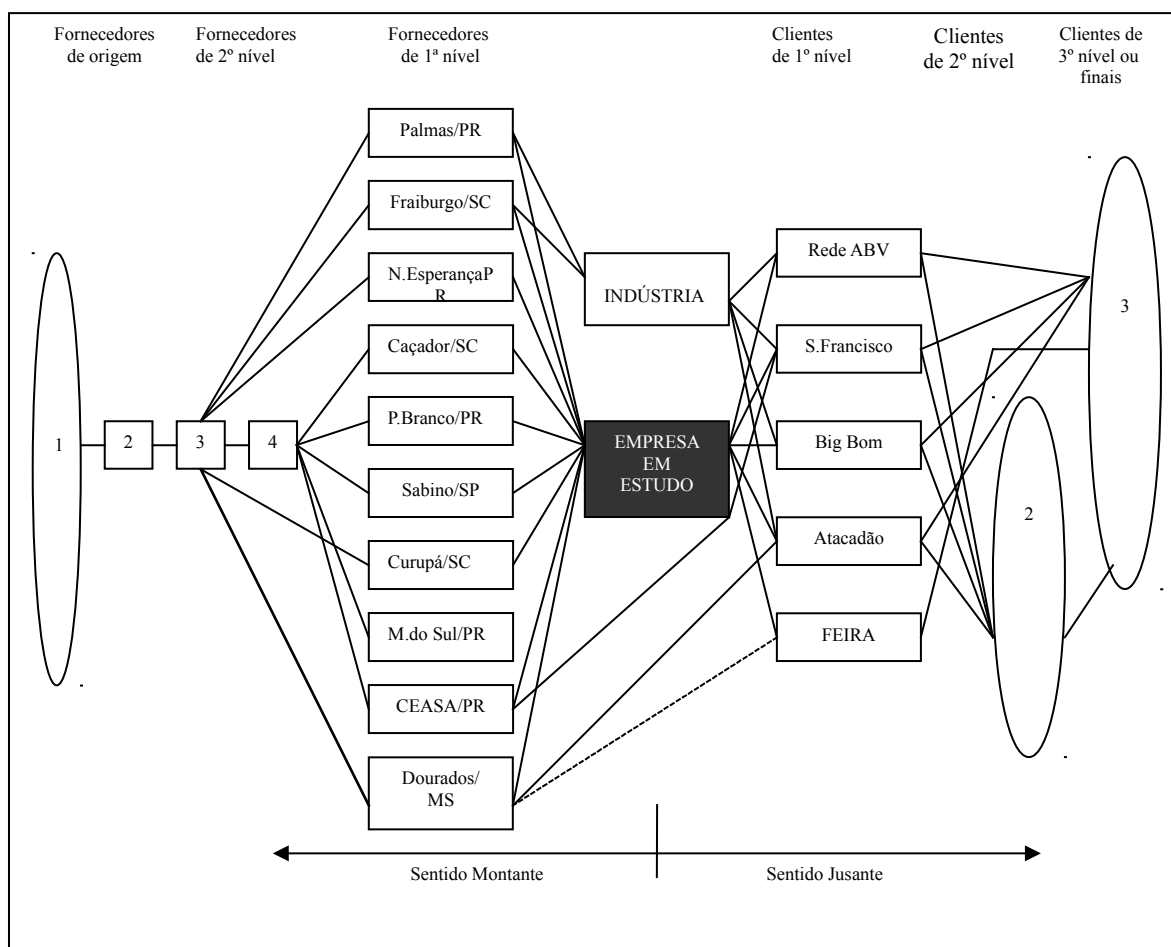 Fornecedores
de origem
Fornecedores
de 2º nível
Fornecedores
de 1ª nível
Clientes
de 1º nível
Clientes
de 2º nível
Clientes de
3º nível ou
finais
Palmas/PR
Fraiburgo/SC
N.EsperançaP
R
Caçador/SC
P.Branco/PR
Sabino/SP
Curupá/SC
M.do Sul/PR
CEASA/PR
Dourados/
MS
1
2
3
4
INDÚSTRIA
EMPRESA
EM
ESTUDO
Rede ABV
S.Francisco
Big Bom
Atacadão
FEIRA
2
3
Sentido Montante
Sentido Jusante